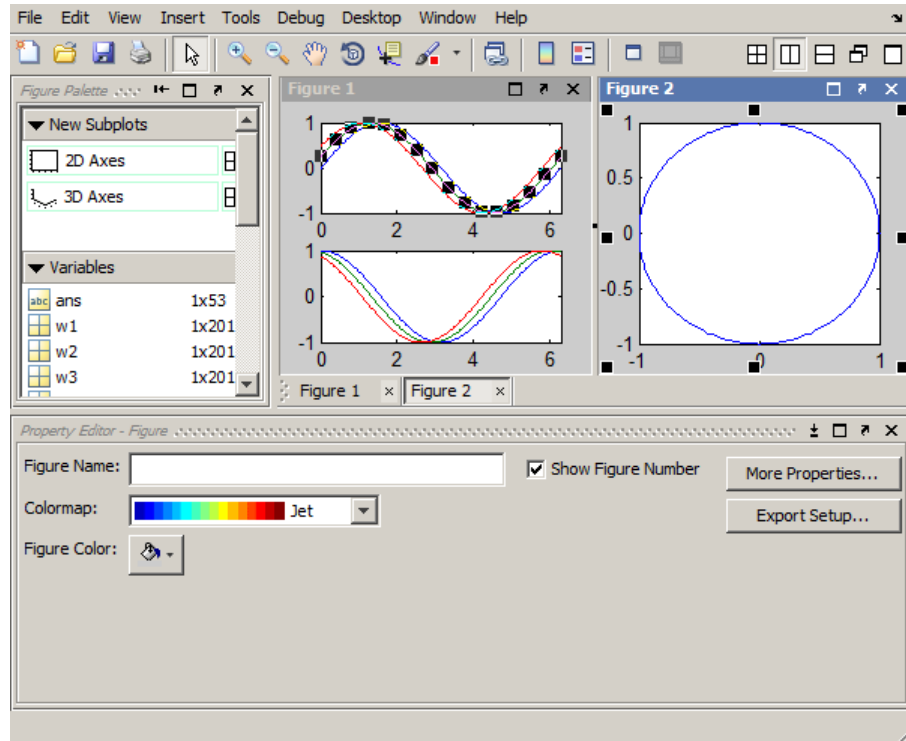 File Edit View Insert Tools Debug Desktop Window Help
Figure Palette
New Subplots
2D Axes
3D Axes
Variables
abc ans 1x53
w1 1x201
w2 1x201
w3 1x201
Figure 1
1
0
-1
0 2 4 6
1
0
-1
0 2 4 6
Figure 2
1
0.5
0
-0.5
-1
-1 0 1
Figure 1 × Figure 2 ×
Property Editor - Figure
Figure Name:
Show Figure Number
More Properties...
Colormap: Jet
Export Setup...
Figure Color: